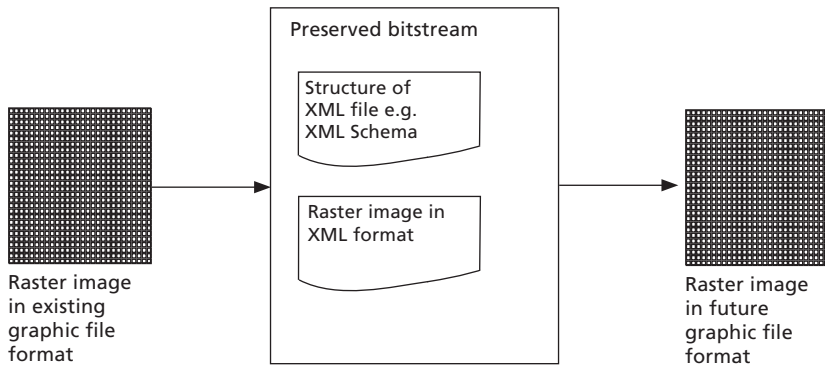 Preserved bitstream
Structure of
XML file e.g.
XML Schema
Raster image in
XML format
Raster image
in existing
graphic file
format
Raster image
in future
graphic file
format